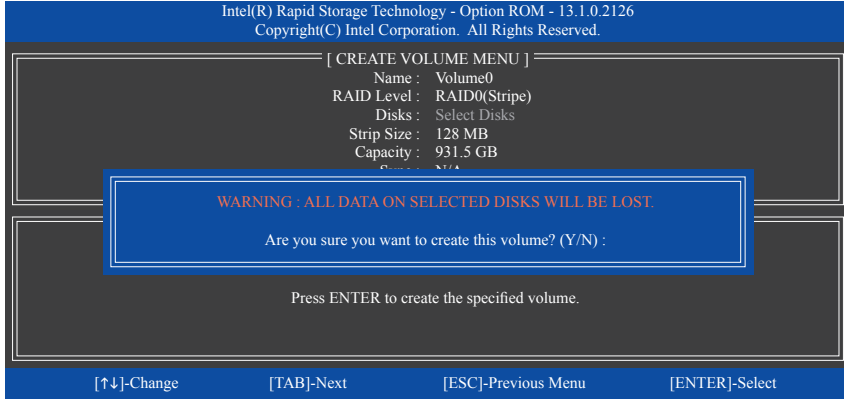 Intel(R) Rapid Storage Technology - Option ROM - 13.1.0.2126
Copyright(C) Intel Corporation. All Rights Reserved.
[ CREATE VOLUME MENU ]
Name : Volume0
RAID Level : RAID0(Stripe)
Disks : Select Disks
Strip Size : 128 MB
Capacity : 931.5 GB
N/A
WARNING : ALL DATA ON SELECTED DISKS WILL BE LOST.
Are you sure you want to create this volume? (Y/N) :
Press ENTER to create the specified volume.
[↑↓]-Change [TAB]-Next [ESC]-Previous Menu [ENTER]-Select